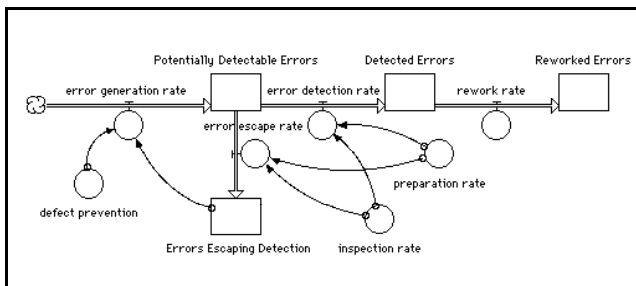 Potentially Detectable Errors
Detected Errors
Reworked Errors
error generation rate
error detection rate
rework rate
error escape rate
preparation rate
defect prevention
Errors Escaping Detection
inspection rate